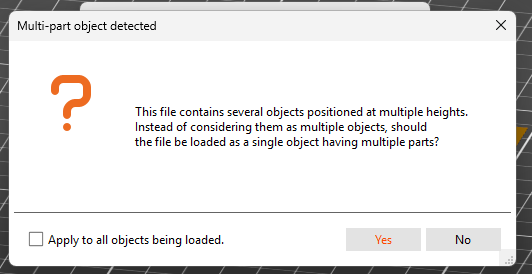 Multi-part object detected
This file contains several objects positioned at multiple heights.
Instead of considering them as multiple objects, should
the file be loaded as a single object having multiple parts?
Apply to all objects being loaded.
Yes
No